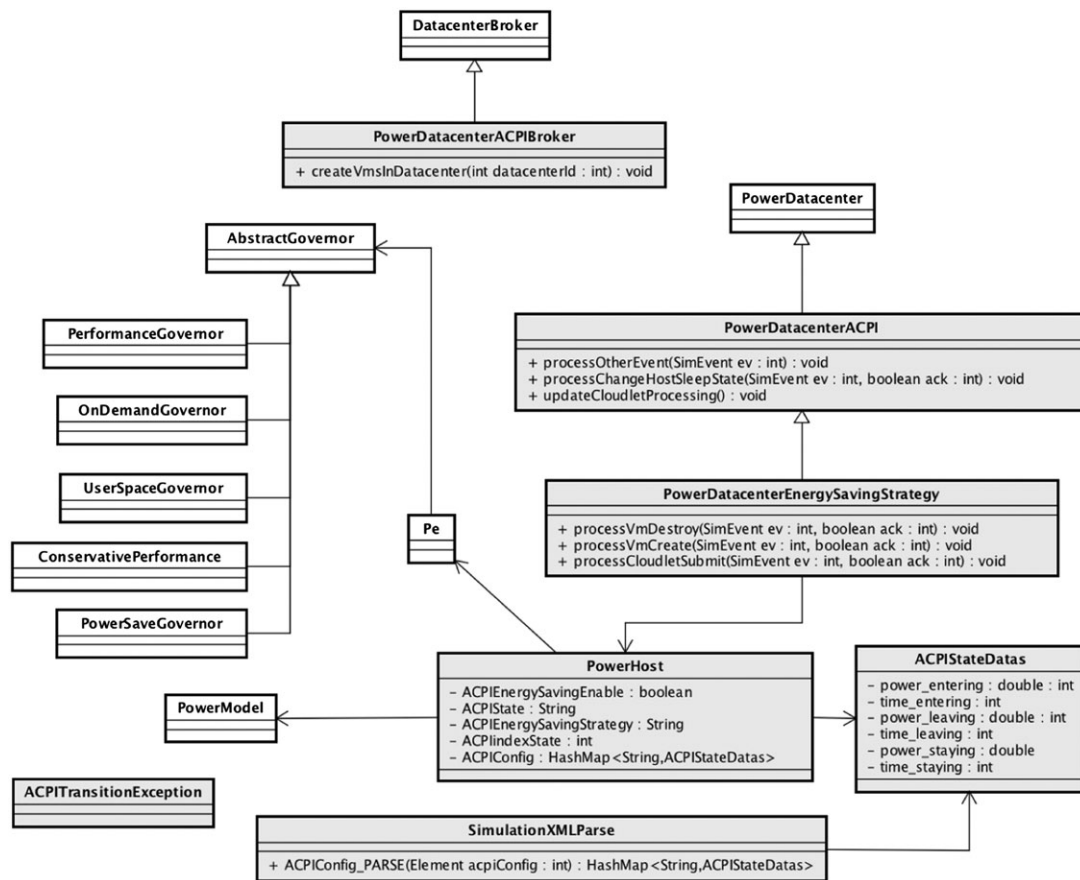 DatacenterBroker
PowerDatacenterACPIBroker
+ createVmsInDatacenter(int datacenterId : int) : void
PowerDatacenter
AbstractGovernor
PerformanceGovernor
OnDemandGovernor
UserSpaceGovernor
ConservativePerformance
PowerSaveGovernor
PowerDatacenterACPI
+ processOtherEvent(SimEvent ev : int) : void
+ processChangeHostSleepState(SimEvent ev : int, boolean ack : int) : void
+ updateCloudletProcessing() : void
PowerDatacenterEnergySavingStrategy
+ processVmDestroy(SimEvent ev : int, boolean ack : int) : void
+ processVmCreate(SimEvent ev : int, boolean ack : int) : void
+ processCloudletSubmit(SimEvent ev : int, boolean ack : int) : void
Pe
PowerHost
- ACPIEnergySavingEnable : boolean
- ACPIState : String
- ACPIEnergySavingStrategy : String
- ACPIindexState : int
- ACPIConfig : HashMap<String,ACPIStateDatas>
ACPIStateDatas
- power_entering : double : int
- time_entering : int
- power_leaving : double : int
- time_leaving : int
- power_staying : double
- time_staying : int
PowerModel
ACPITransitionException
SimulationXMLParse
+ ACPIConfig_PARSE(Element acpiConfig : int) : HashMap<String,ACPIStateDatas>